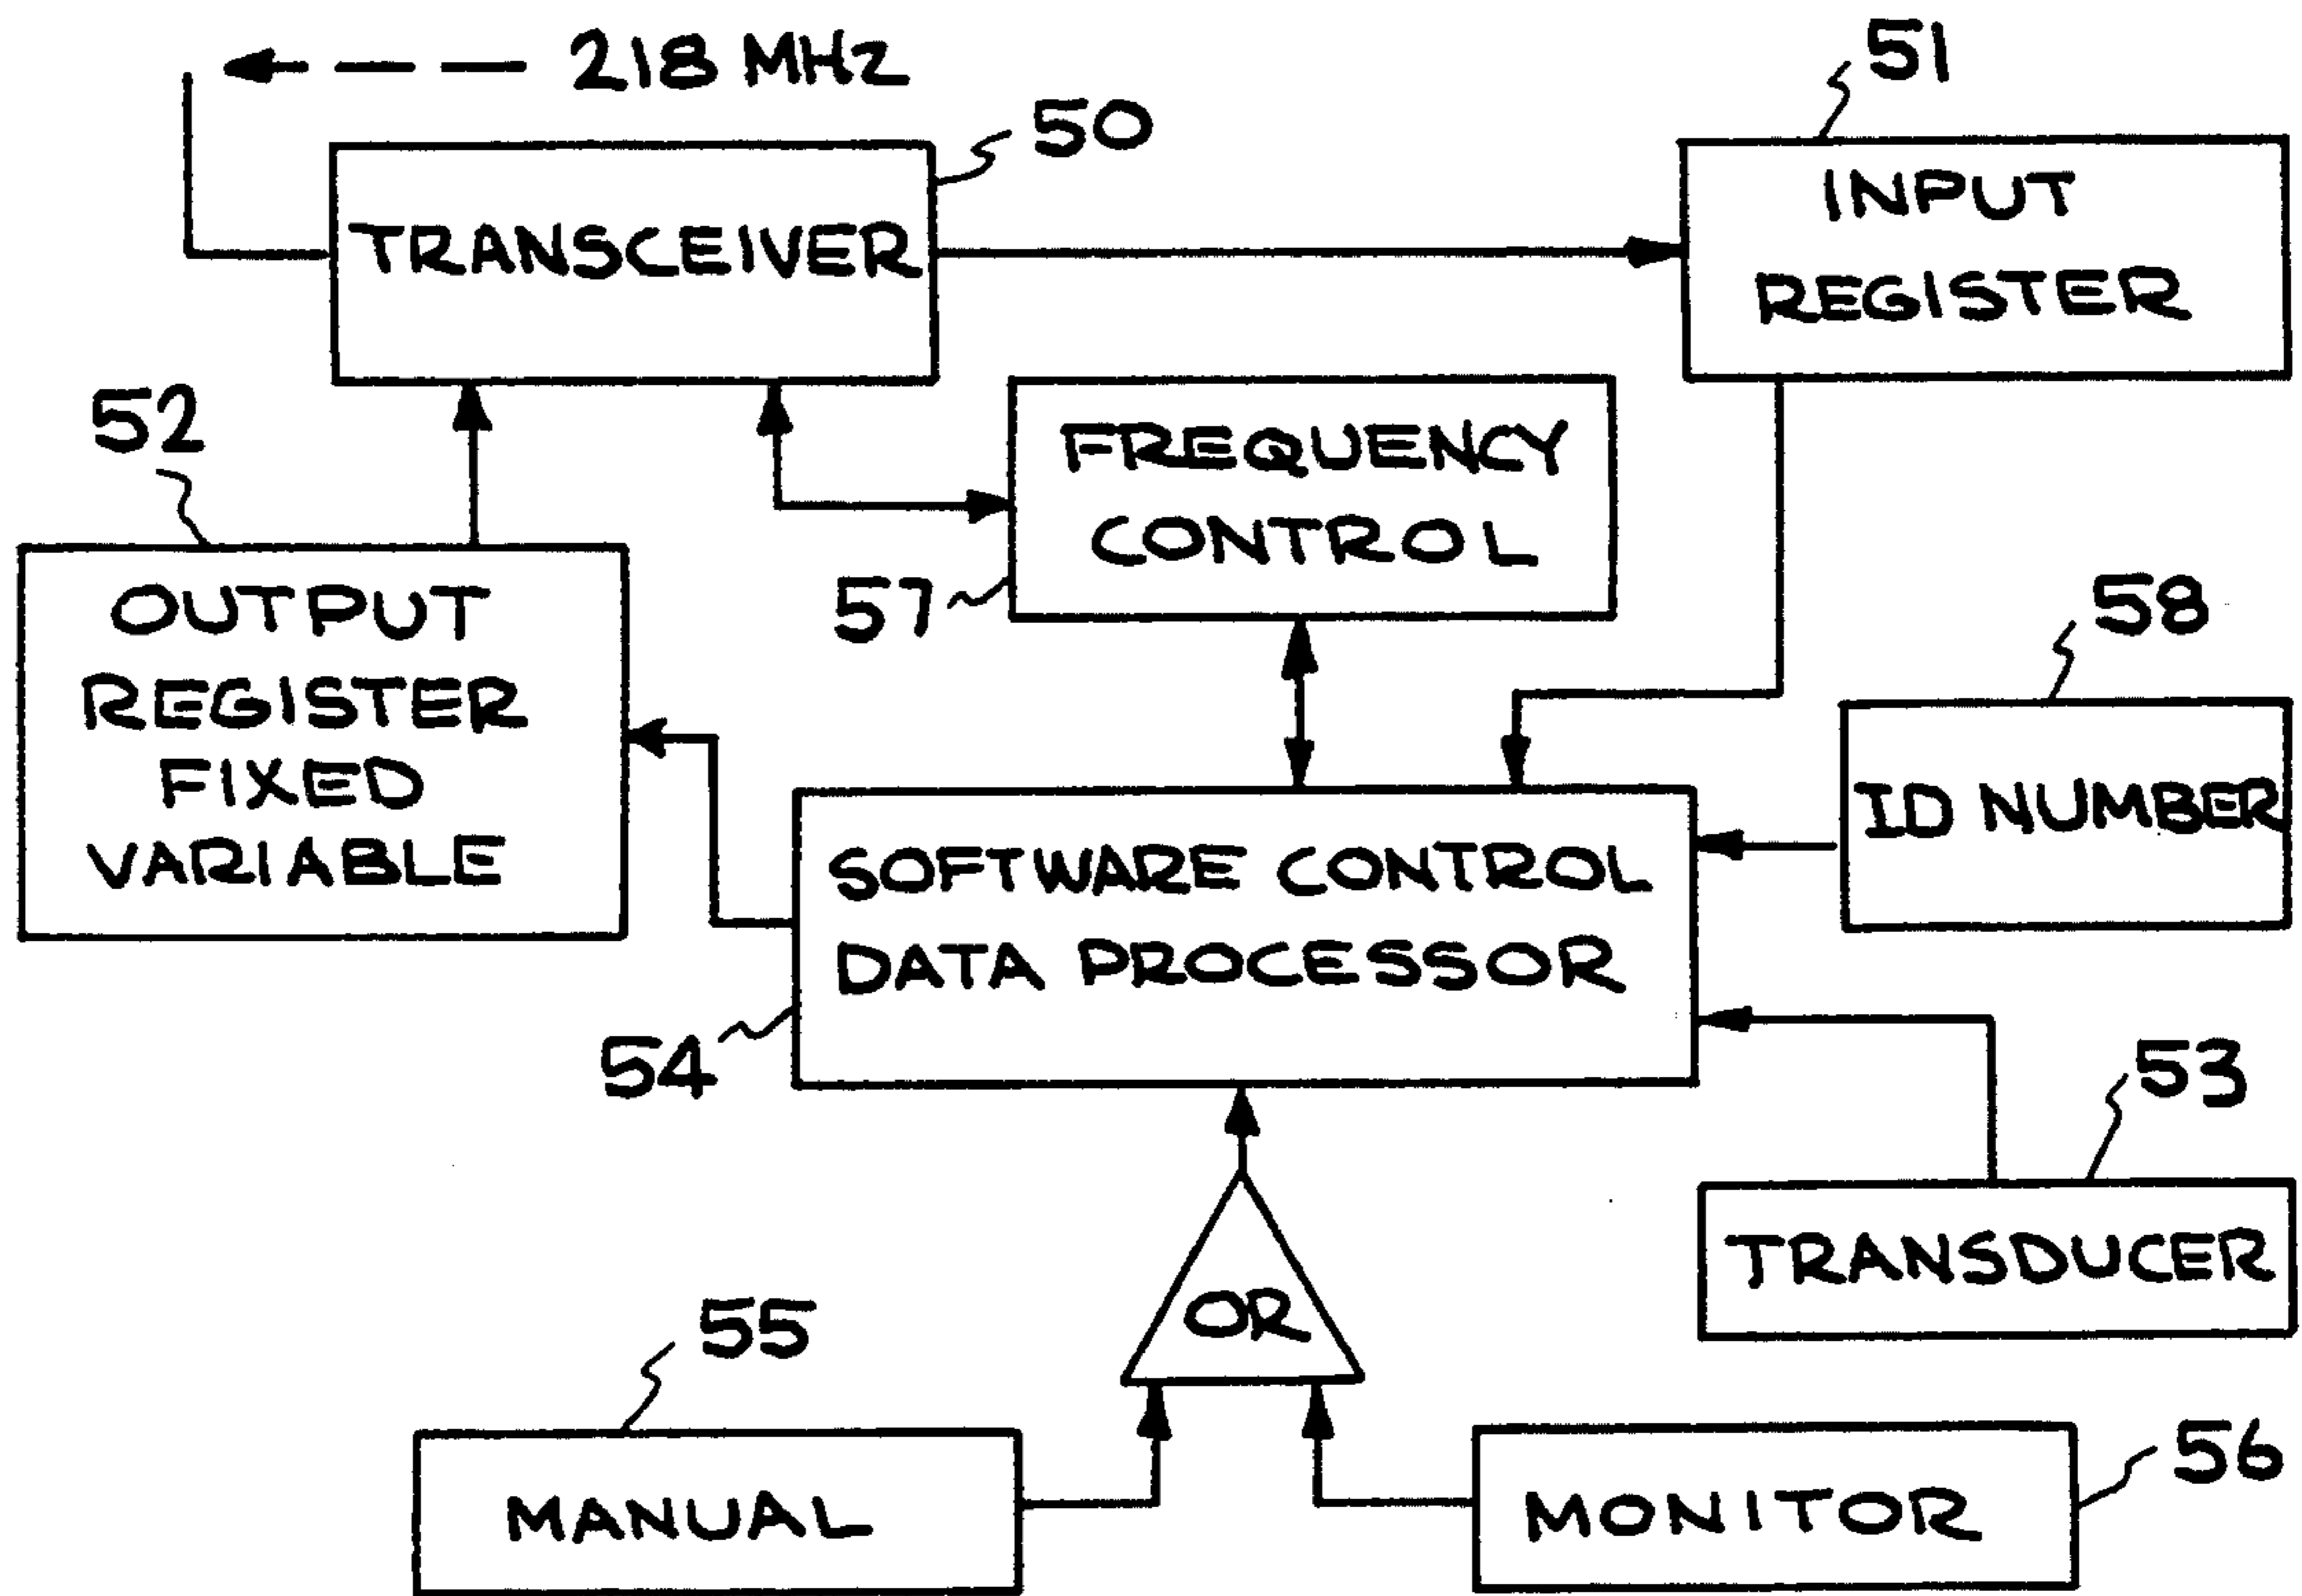 218 MHz
50
51
TRANSCEIVER
INPUT
REGISTER
52
FREQUENCY
CONTROL
57
58
OUTPUT
REGISTER
FIXED
VARIABLE
ID NUMBER
SOFTWARE CONTROL
DATA PROCESSOR
54
53
TRANSDUCER
OR
55
MANUAL
56
MONITOR